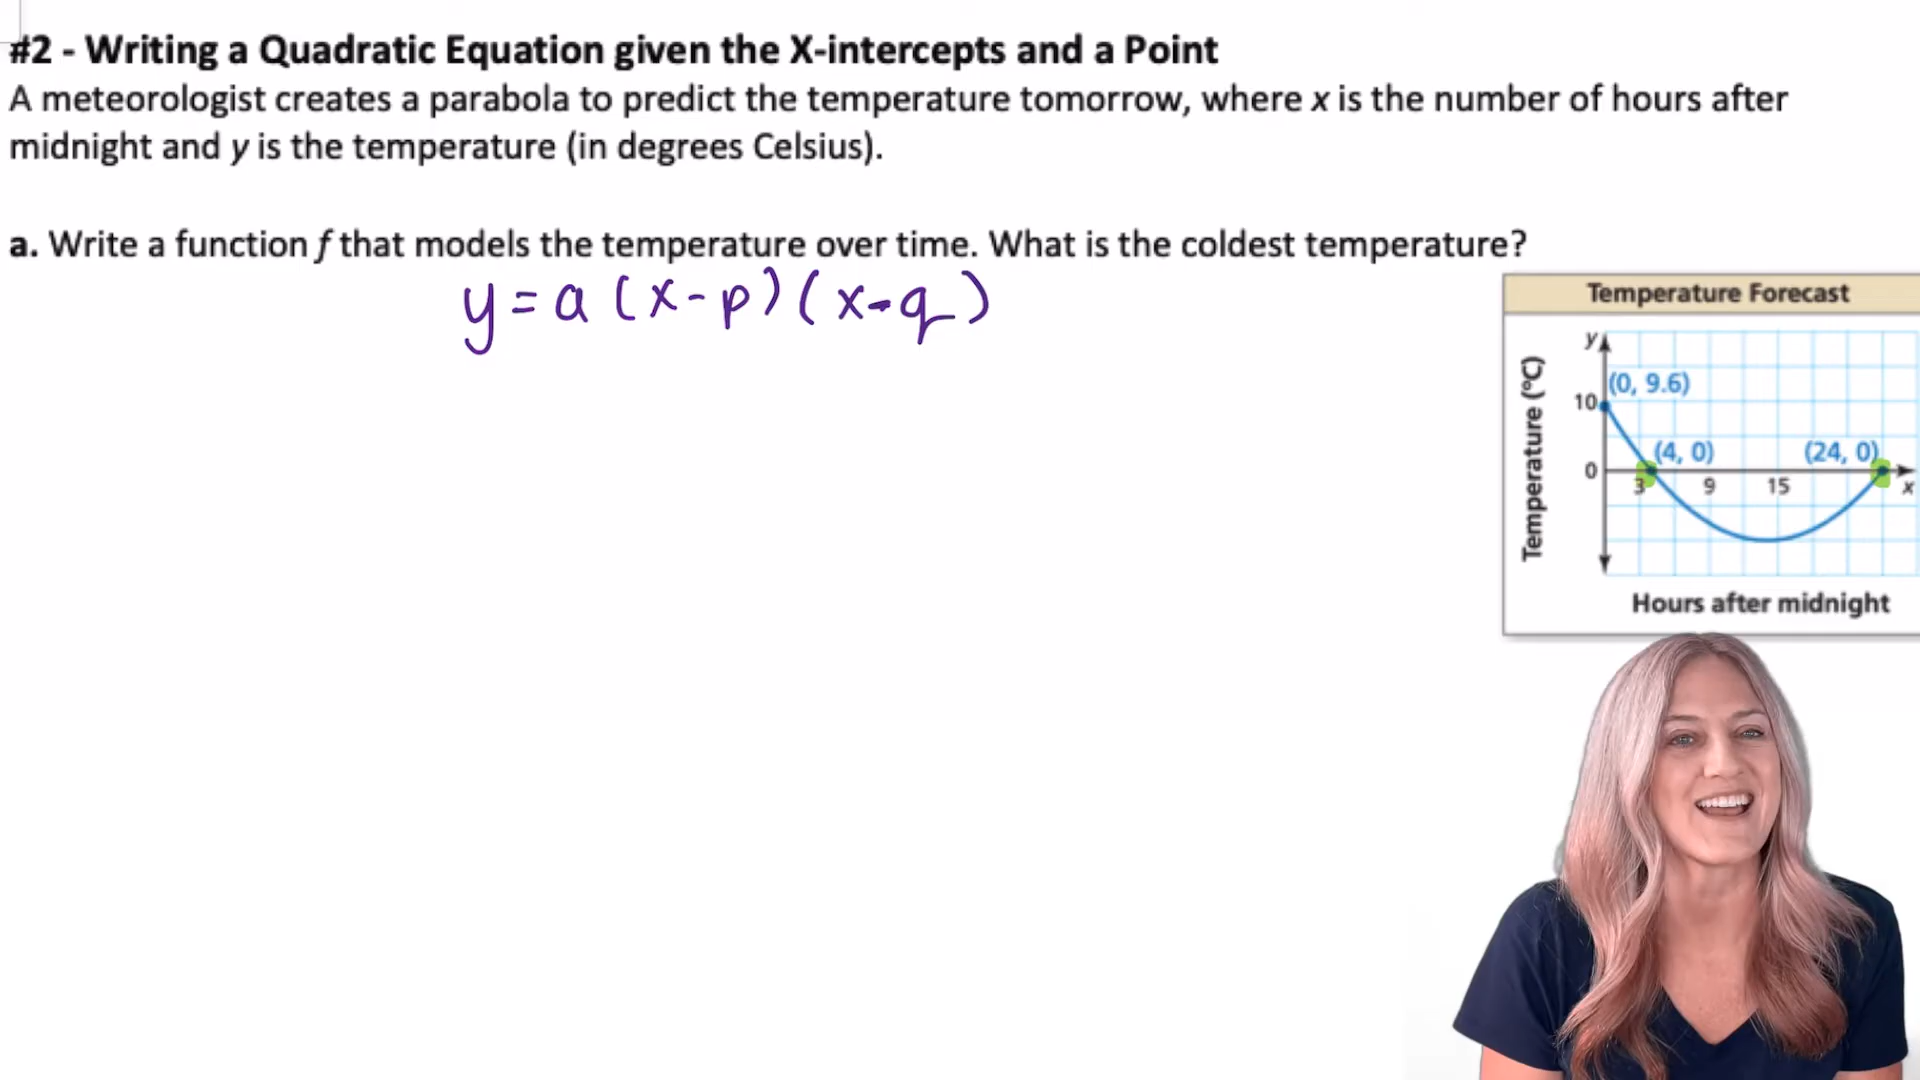 #2 - Writing a Quadratic Equation given the X-intercepts and a Point
A meteorologist creates a parabola to predict the temperature tomorrow, where x is the number of hours after
midnight and y is the temperature (in degrees Celsius).
a. Write a function f that models the temperature over time. What is the coldest temperature?
y = a (x - p) (x - q)
Temperature Forecast
y
(0, 9.6)
10
(4, 0) (24, 0)
0
3 9 15 x
Temperature (°C)
Hours after midnight